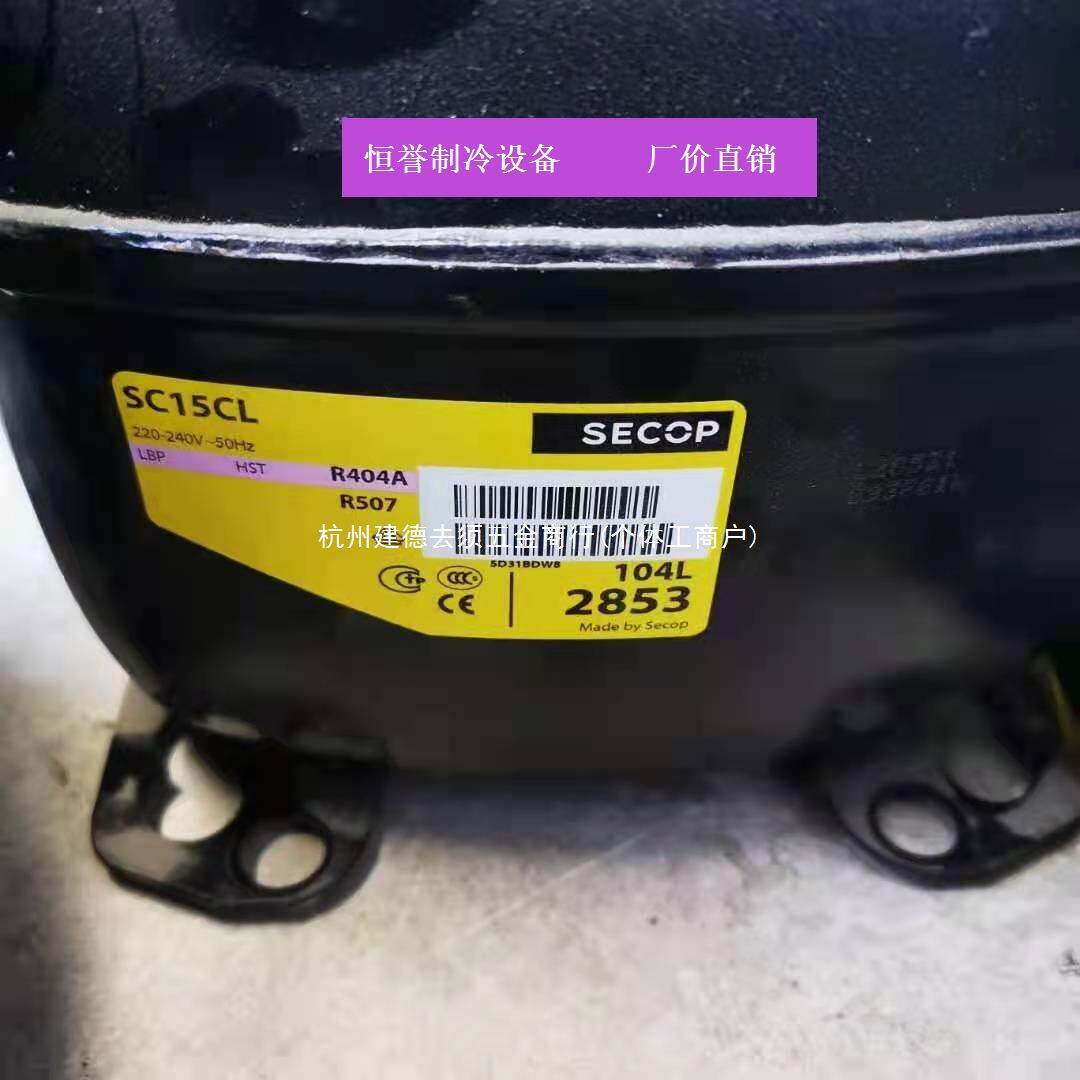 恒誉制冷设备 厂价直销
SC15CL
SECOP
220-240V~50Hz
LBP HST R404A
R507
杭州建德去须五金商行(个体工商户)
5D31BDW8
104L
CCC
CE
2853
Made by Secop